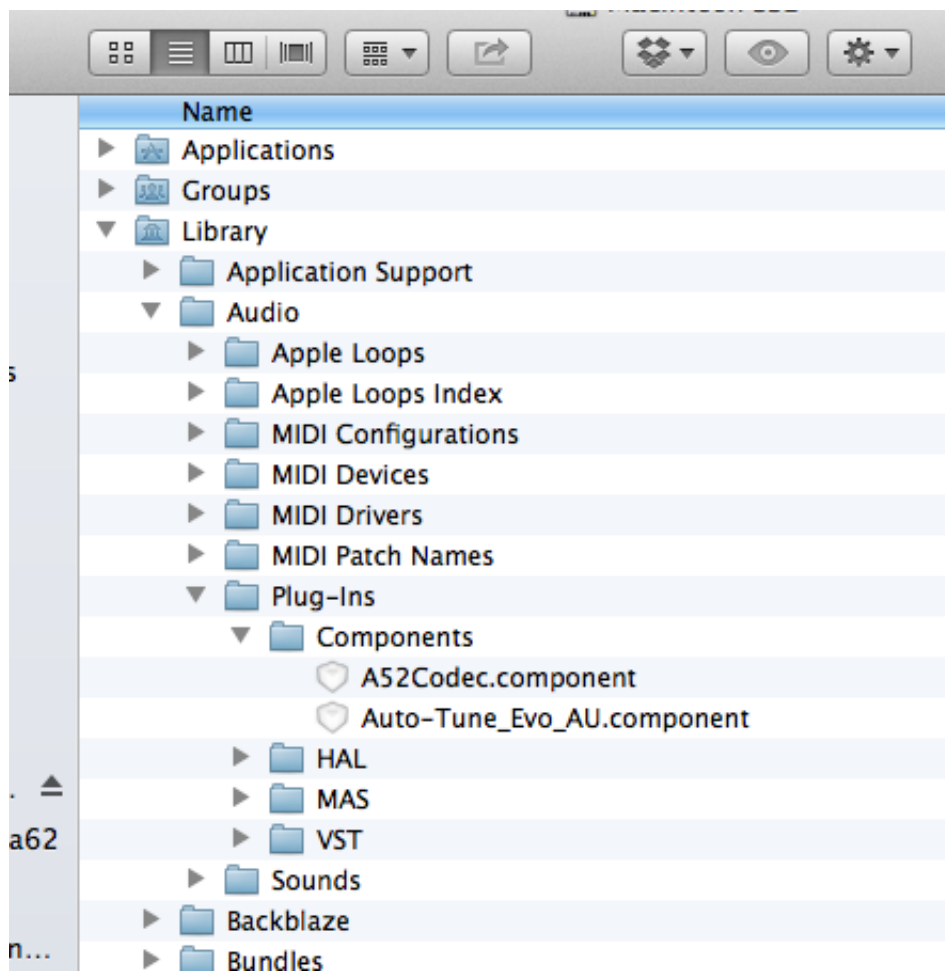 Name
Applications
Groups
Library
Application Support
Audio
Apple Loops
s
Apple Loops Index
MIDI Configurations
MIDI Devices
MIDI Drivers
MIDI Patch Names
Plug-Ins
Components
A52Codec.component
Auto-Tune_Evo_AU.component
HAL
MAS
a62
VST
Sounds
Backblaze
n...
Bundles